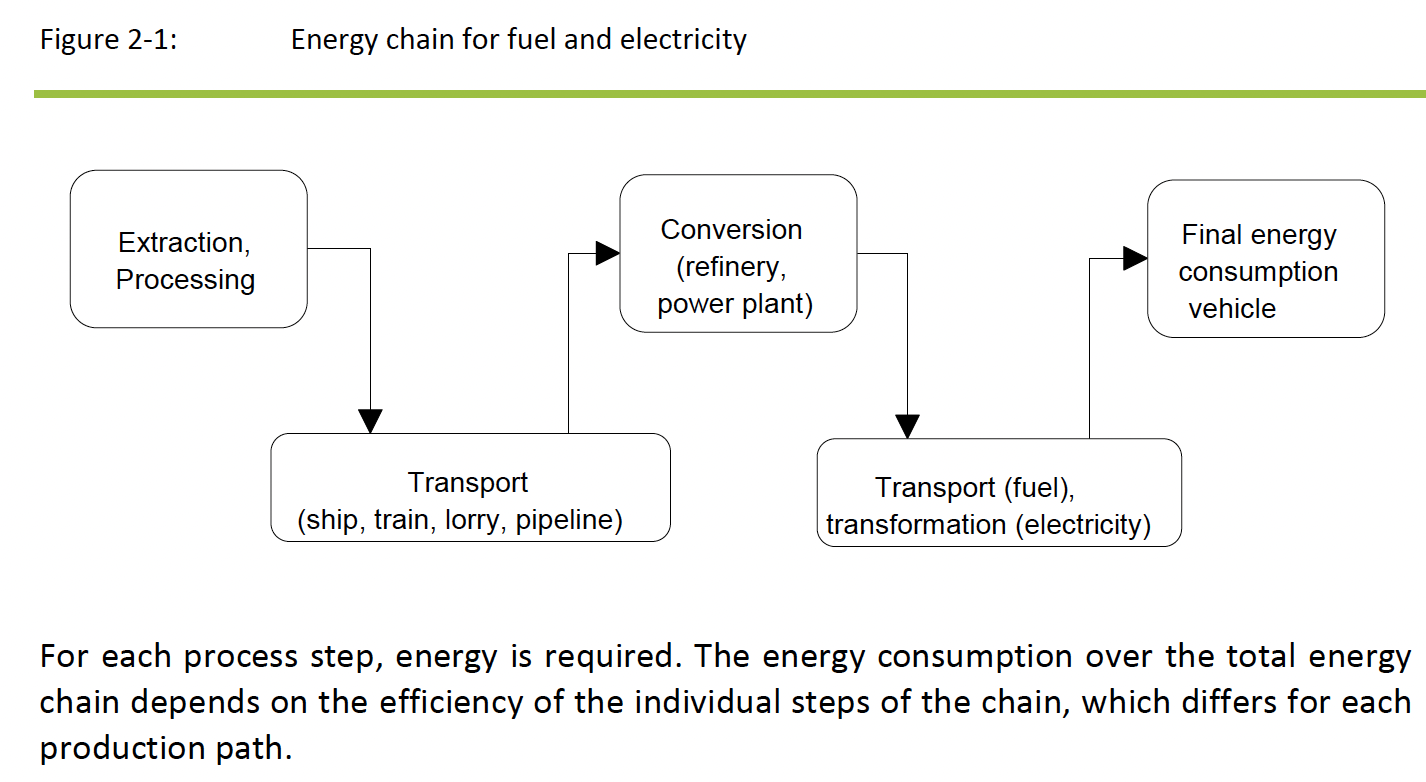 Figure 2-1: Energy chain for fuel and electricity
Extraction,
Processing
Transport
(ship, train, lorry, pipeline)
Conversion
(refinery,
power plant)
Transport (fuel),
transformation (electricity)
Final energy
consumption
vehicle
For each process step, energy is required. The energy consumption over the total energy
chain depends on the efficiency of the individual steps of the chain, which differs for each
production path.